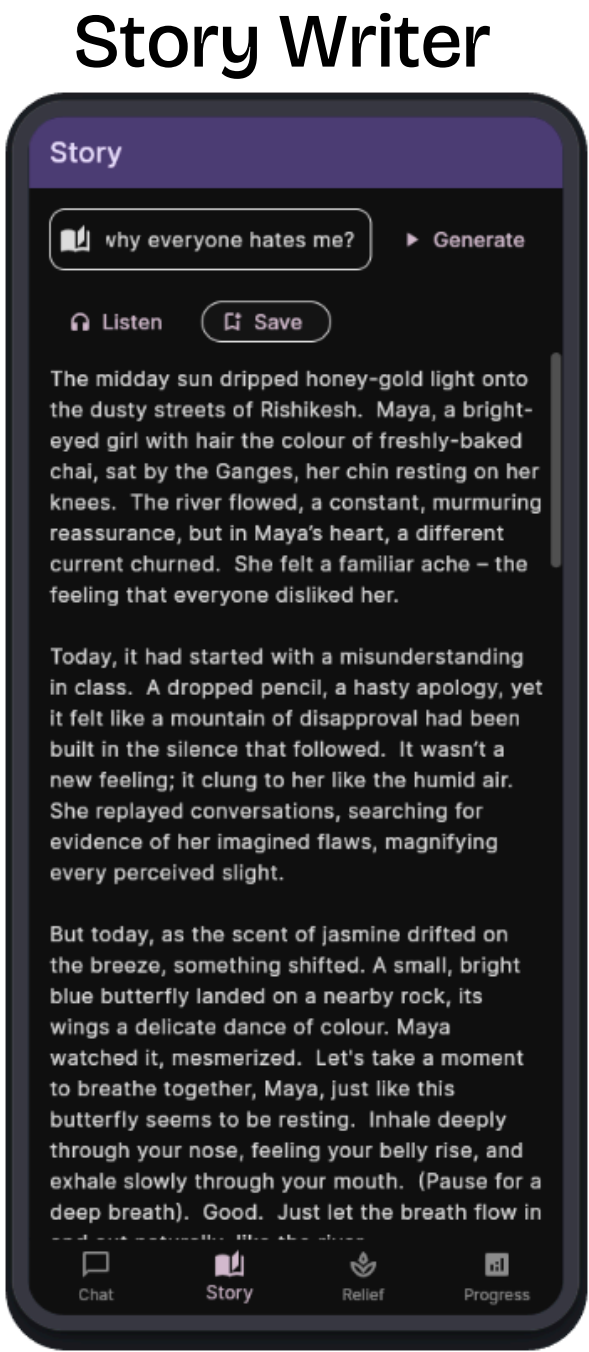 Story Writer
Story
why everyone hates me?
Generate
Listen
Save
The midday sun dripped honey-gold light onto
the dusty streets of Rishikesh.  Maya, a bright-
eyed girl with hair the colour of freshly-baked
chai, sat by the Ganges, her chin resting on her
knees.  The river flowed, a constant, murmuring
reassurance, but in Maya’s heart, a different
current churned.  She felt a familiar ache – the
feeling that everyone disliked her.
Today, it had started with a misunderstanding
in class.  A dropped pencil, a hasty apology, yet
it felt like a mountain of disapproval had been
built in the silence that followed.  It wasn’t a
new feeling; it clung to her like the humid air.
She replayed conversations, searching for
evidence of her imagined flaws, magnifying
every perceived slight.
But today, as the scent of jasmine drifted on
the breeze, something shifted. A small, bright
blue butterfly landed on a nearby rock, its
wings a delicate dance of colour. Maya
watched it, mesmerized.  Let's take a moment
to breathe together, Maya, just like this
butterfly seems to be resting.  Inhale deeply
through your nose, feeling your belly rise, and
exhale slowly through your mouth.  (Pause for a
deep breath).  Good.  Just let the breath flow in
and out naturally, like the river.
Chat
Story
Relief
Progress